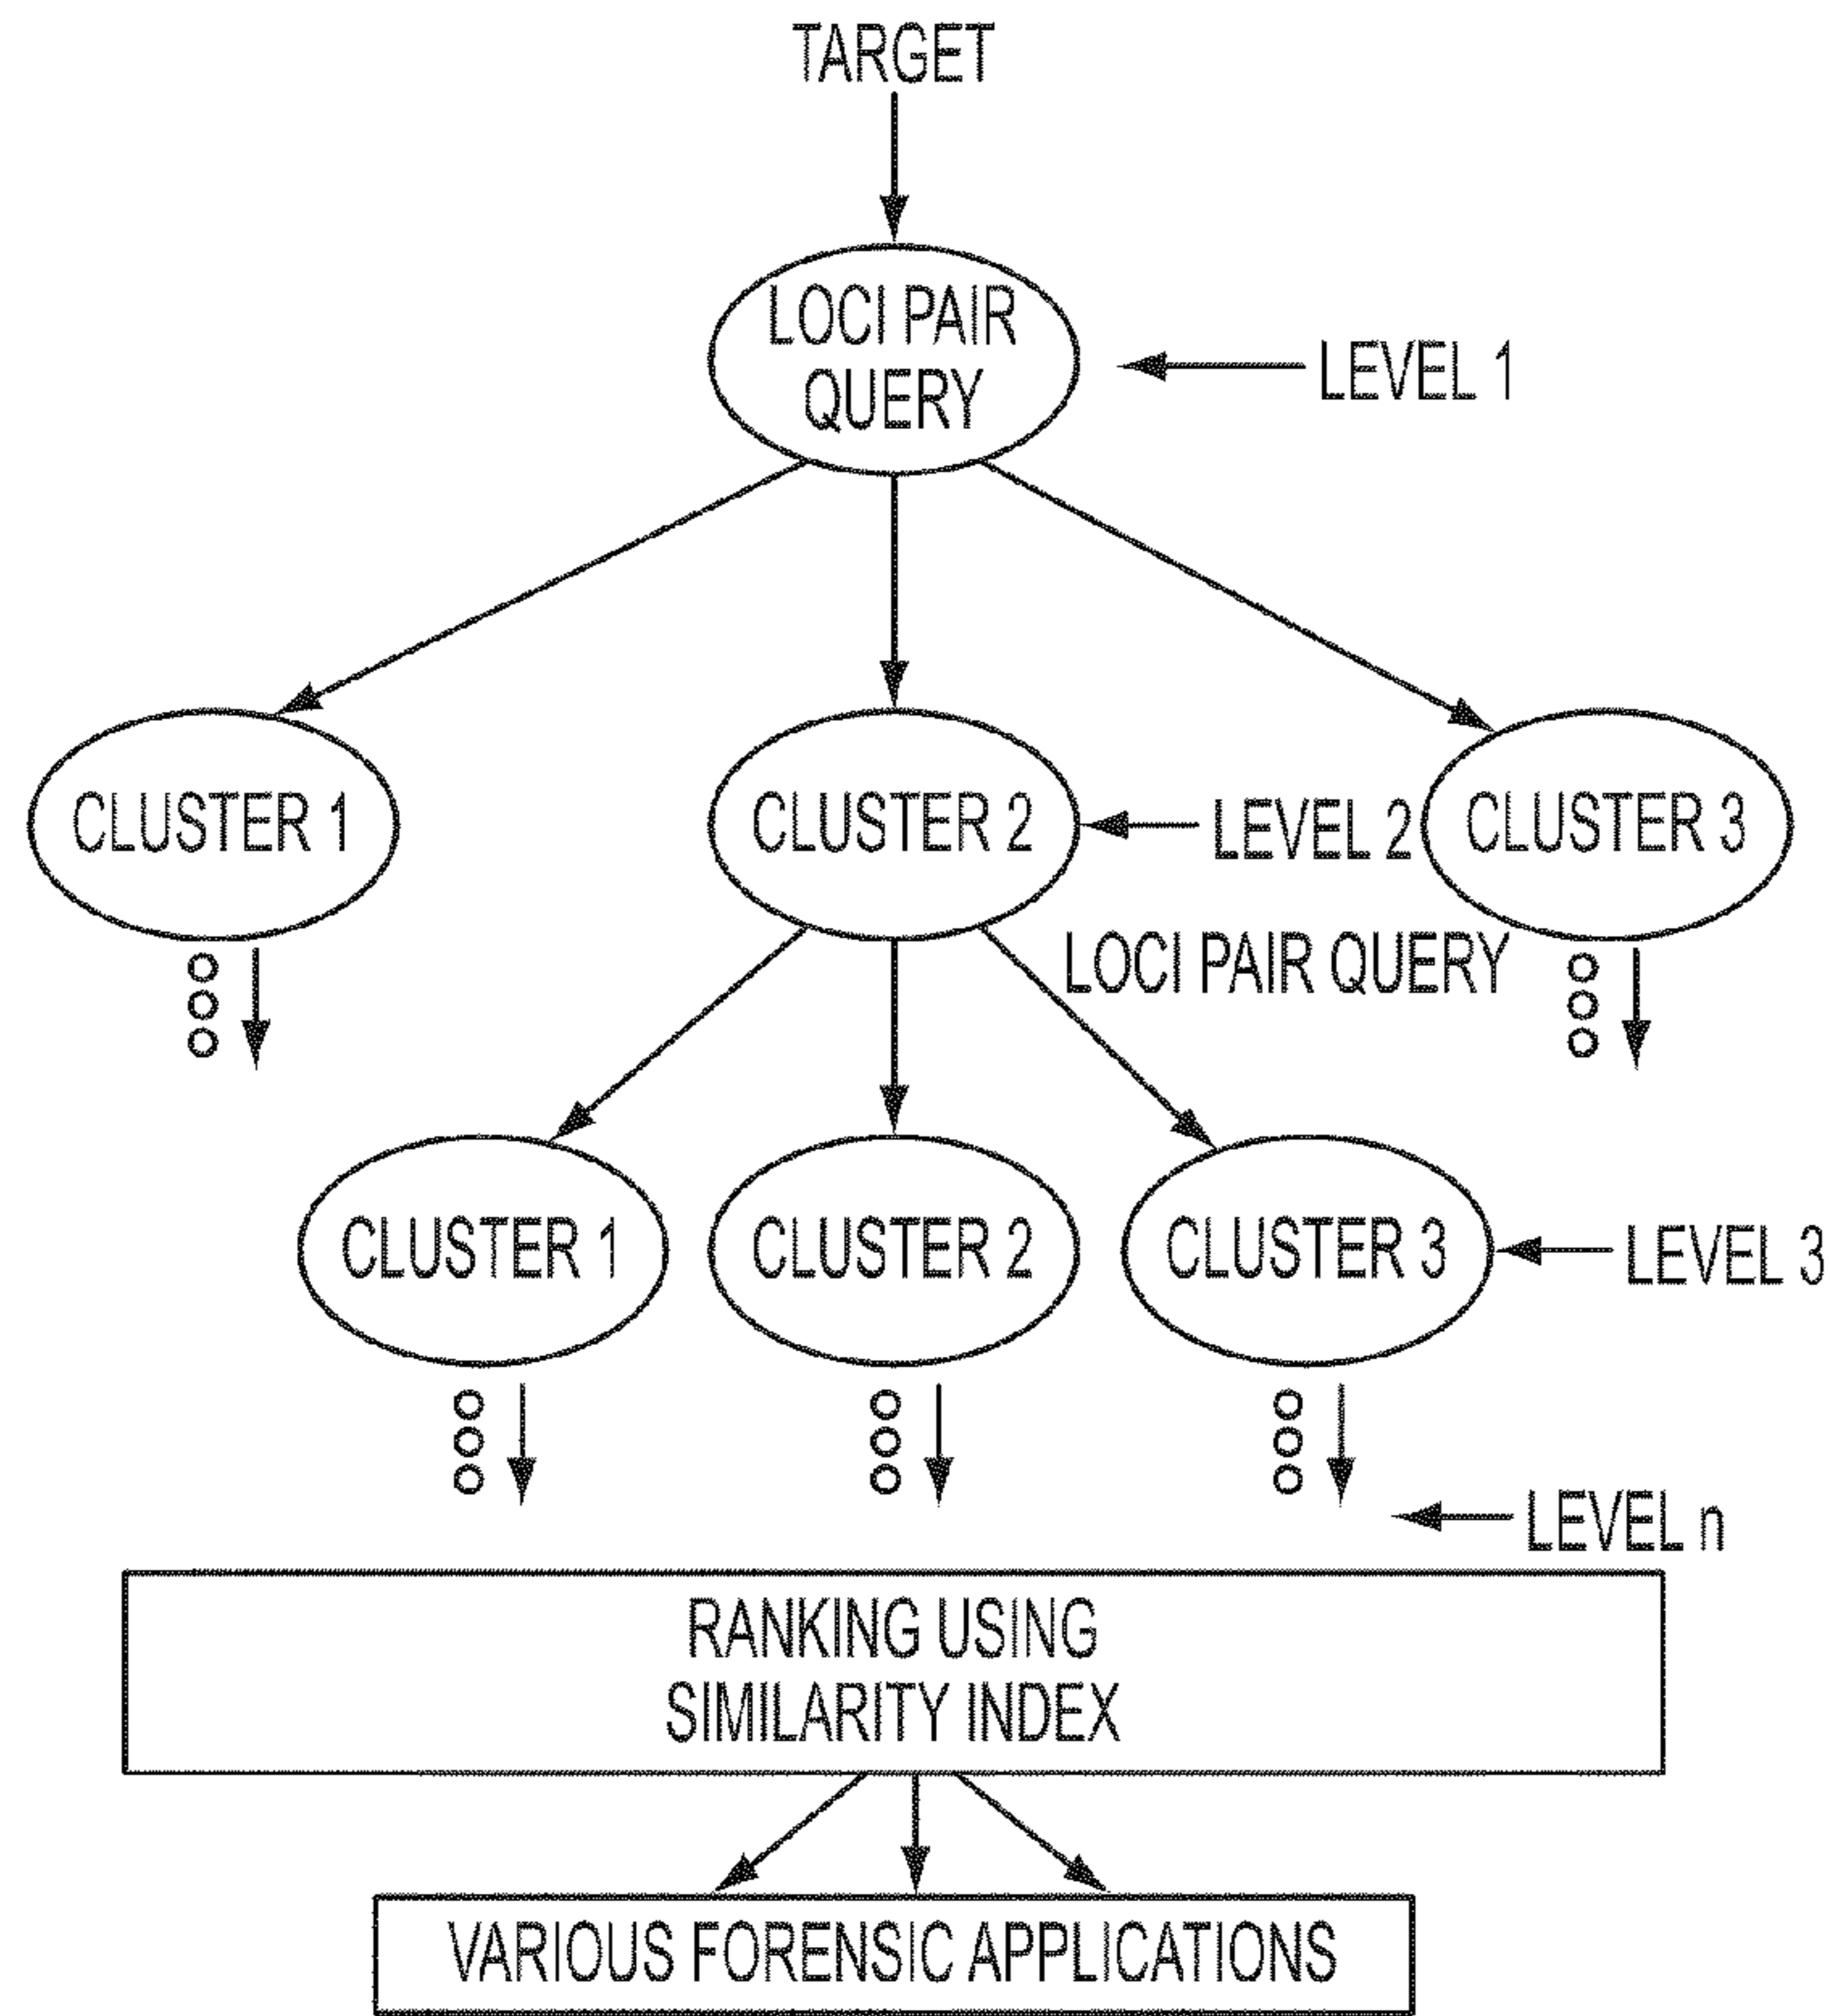 TARGET
LOCI PAIR
QUERY
LEVEL 1
CLUSTER 1
CLUSTER 2
LEVEL 2
CLUSTER 3
LOCI PAIR QUERY
CLUSTER 1
CLUSTER 2
CLUSTER 3
LEVEL 3
LEVEL n
RANKING USING
SIMILARITY INDEX
VARIOUS FORENSIC APPLICATIONS